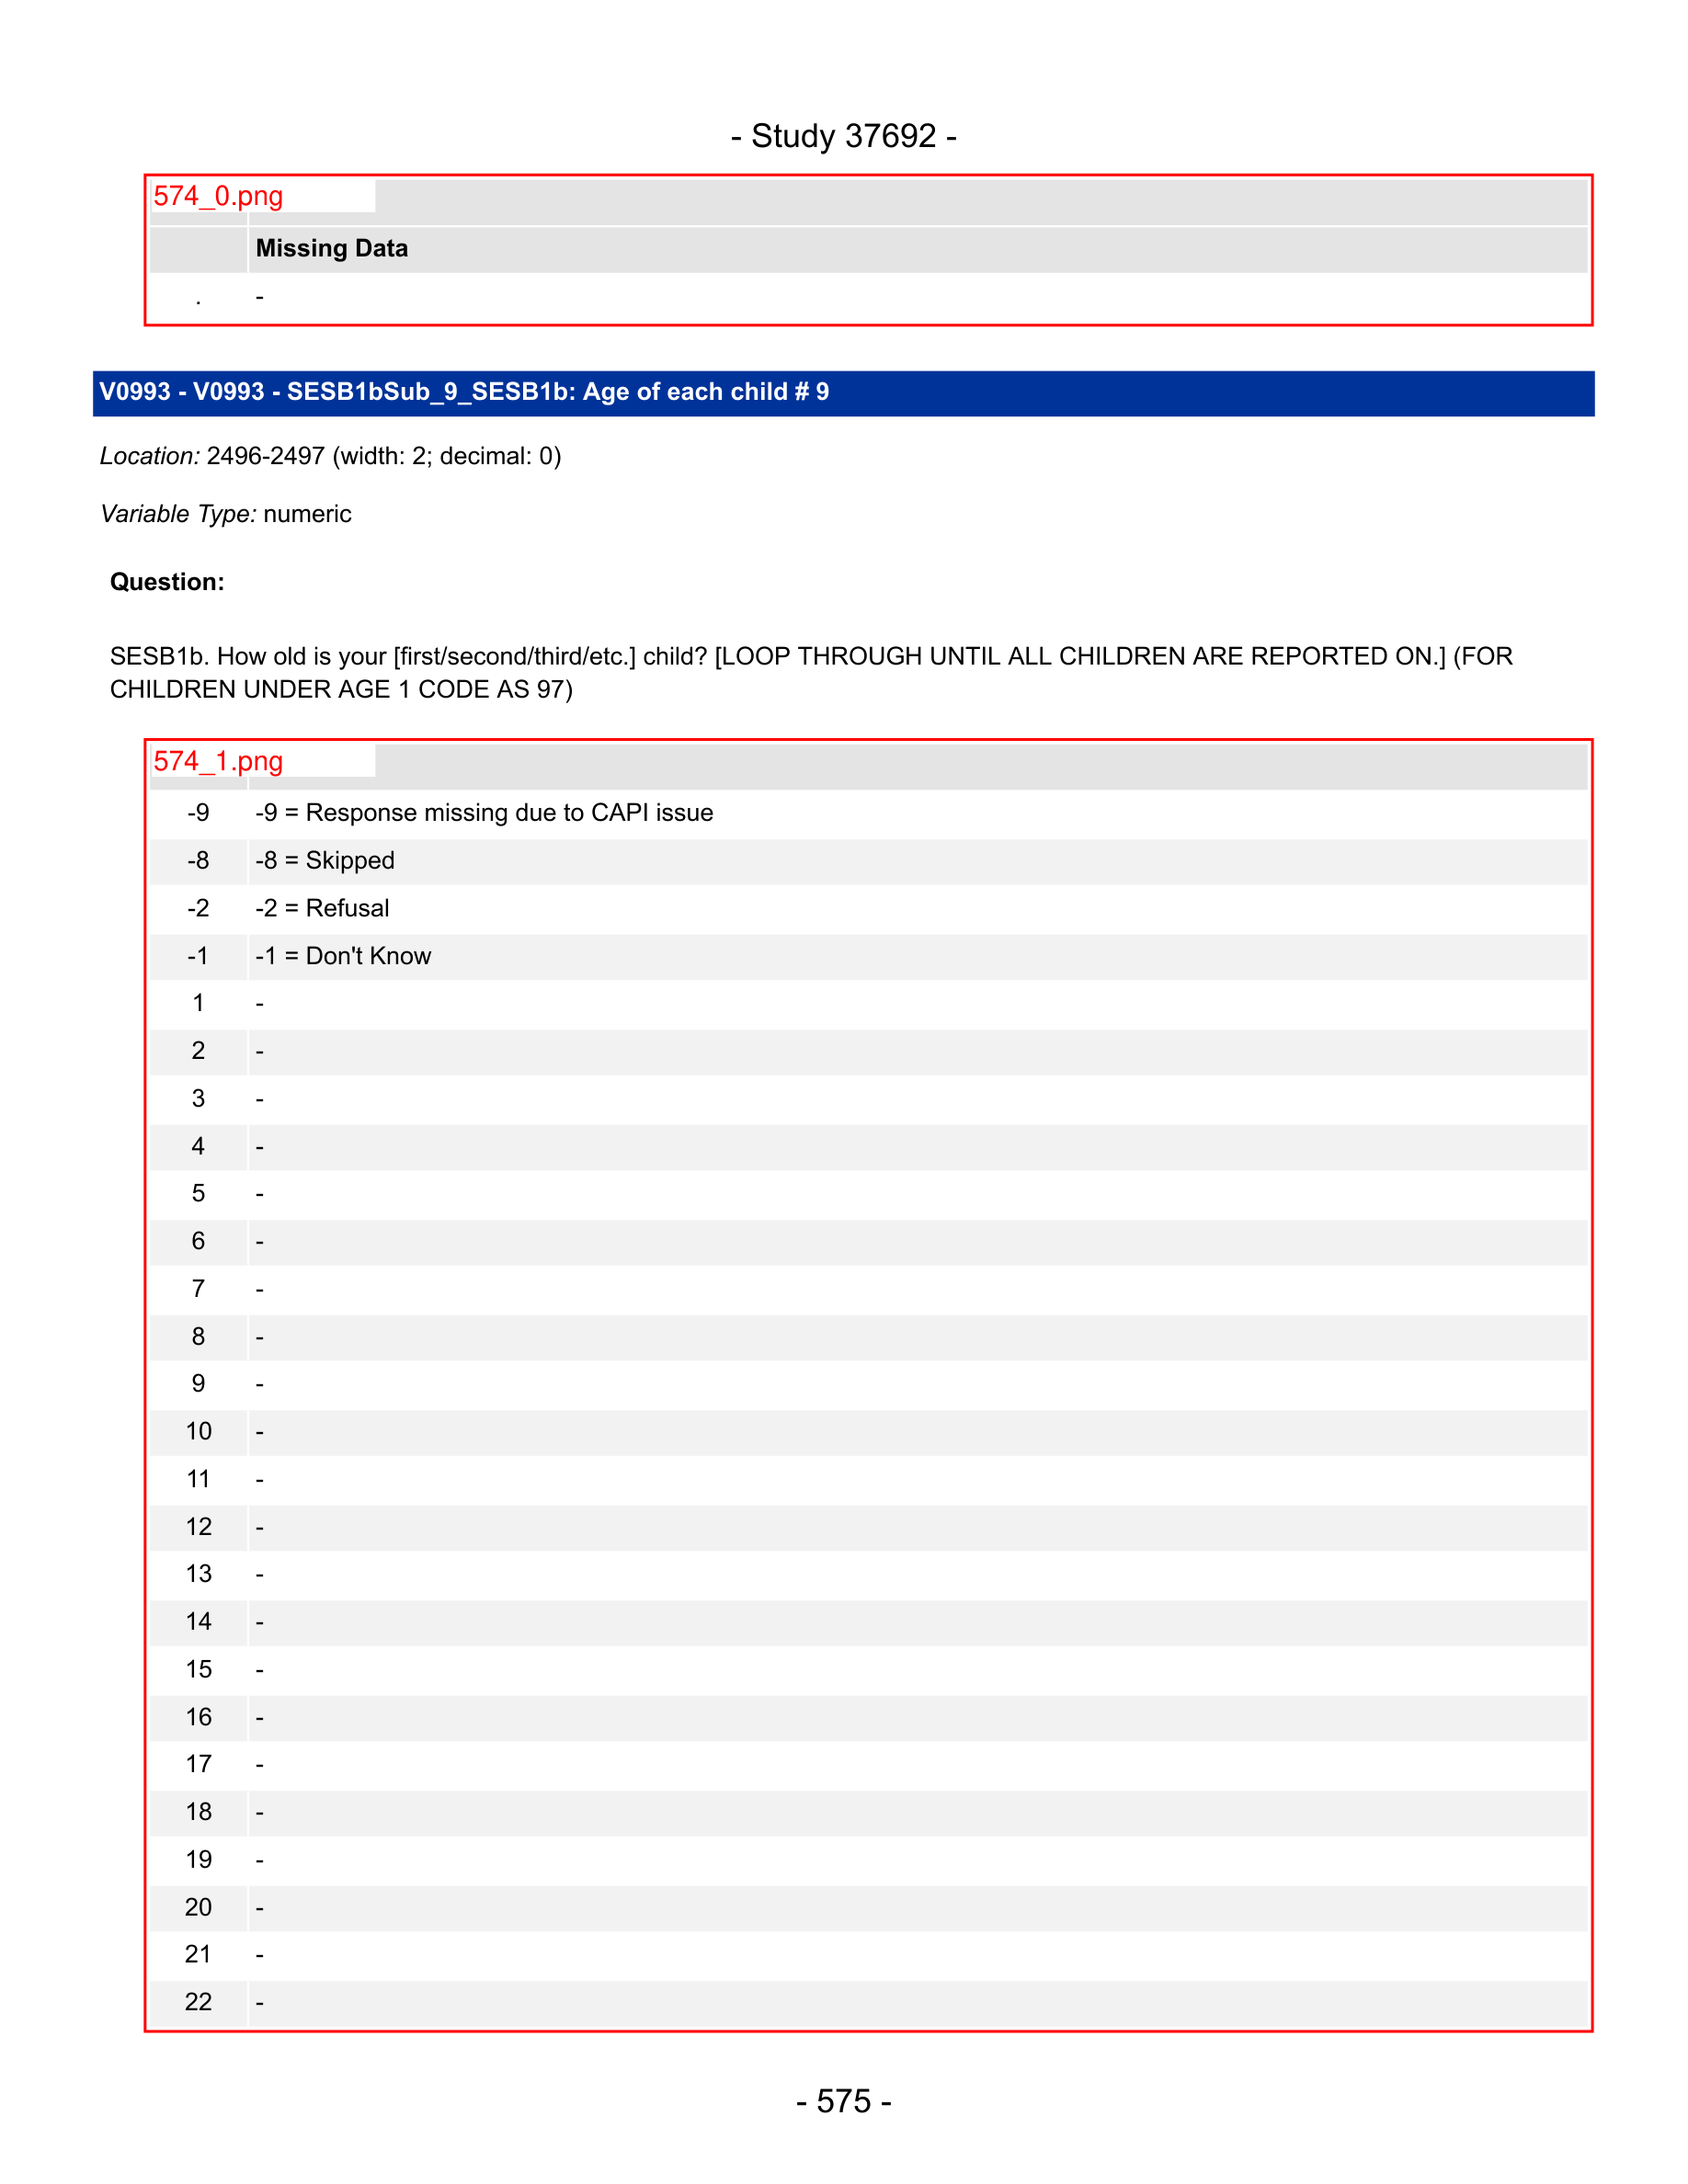 - Study 37692 -
574_0.png
Missing Data
. -
V0993 - V0993 - SESB1bSub_9_SESB1b: Age of each child # 9
Location: 2496-2497 (width: 2; decimal: 0)
Variable Type: numeric
Question:
SESB1b. How old is your [first/second/third/etc.] child? [LOOP THROUGH UNTIL ALL CHILDREN ARE REPORTED ON.] (FOR
CHILDREN UNDER AGE 1 CODE AS 97)
574_1.png
-9 -9 = Response missing due to CAPI issue
-8 -8 = Skipped
-2 -2 = Refusal
-1 -1 = Don't Know
1 -
2 -
3 -
4 -
5 -
6 -
7 -
8 -
9 -
10 -
11 -
12 -
13 -
14 -
15 -
16 -
17 -
18 -
19 -
20 -
21 -
22 -
- 575 -